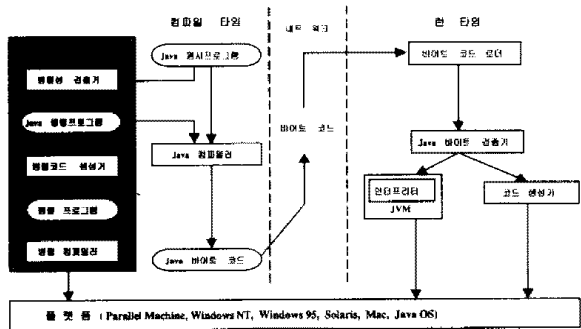 컴파일 타임
네트 워크
런 타임
Java 원시프로그램
바이트 코드 로더
병렬성 검출기
Java 병렬프로그램
바이트 코드
Java 바이트 검증기
Java 컴파일러
병렬코드 생성기
인터프리터
JVM
코드 생성기
병렬 프로그램
병렬 컴파일러
Java 바이트 코드
플 랫 폼 ( Parallel Machine, Windows NT, Windows 95, Solaris, Mac, Java OS)